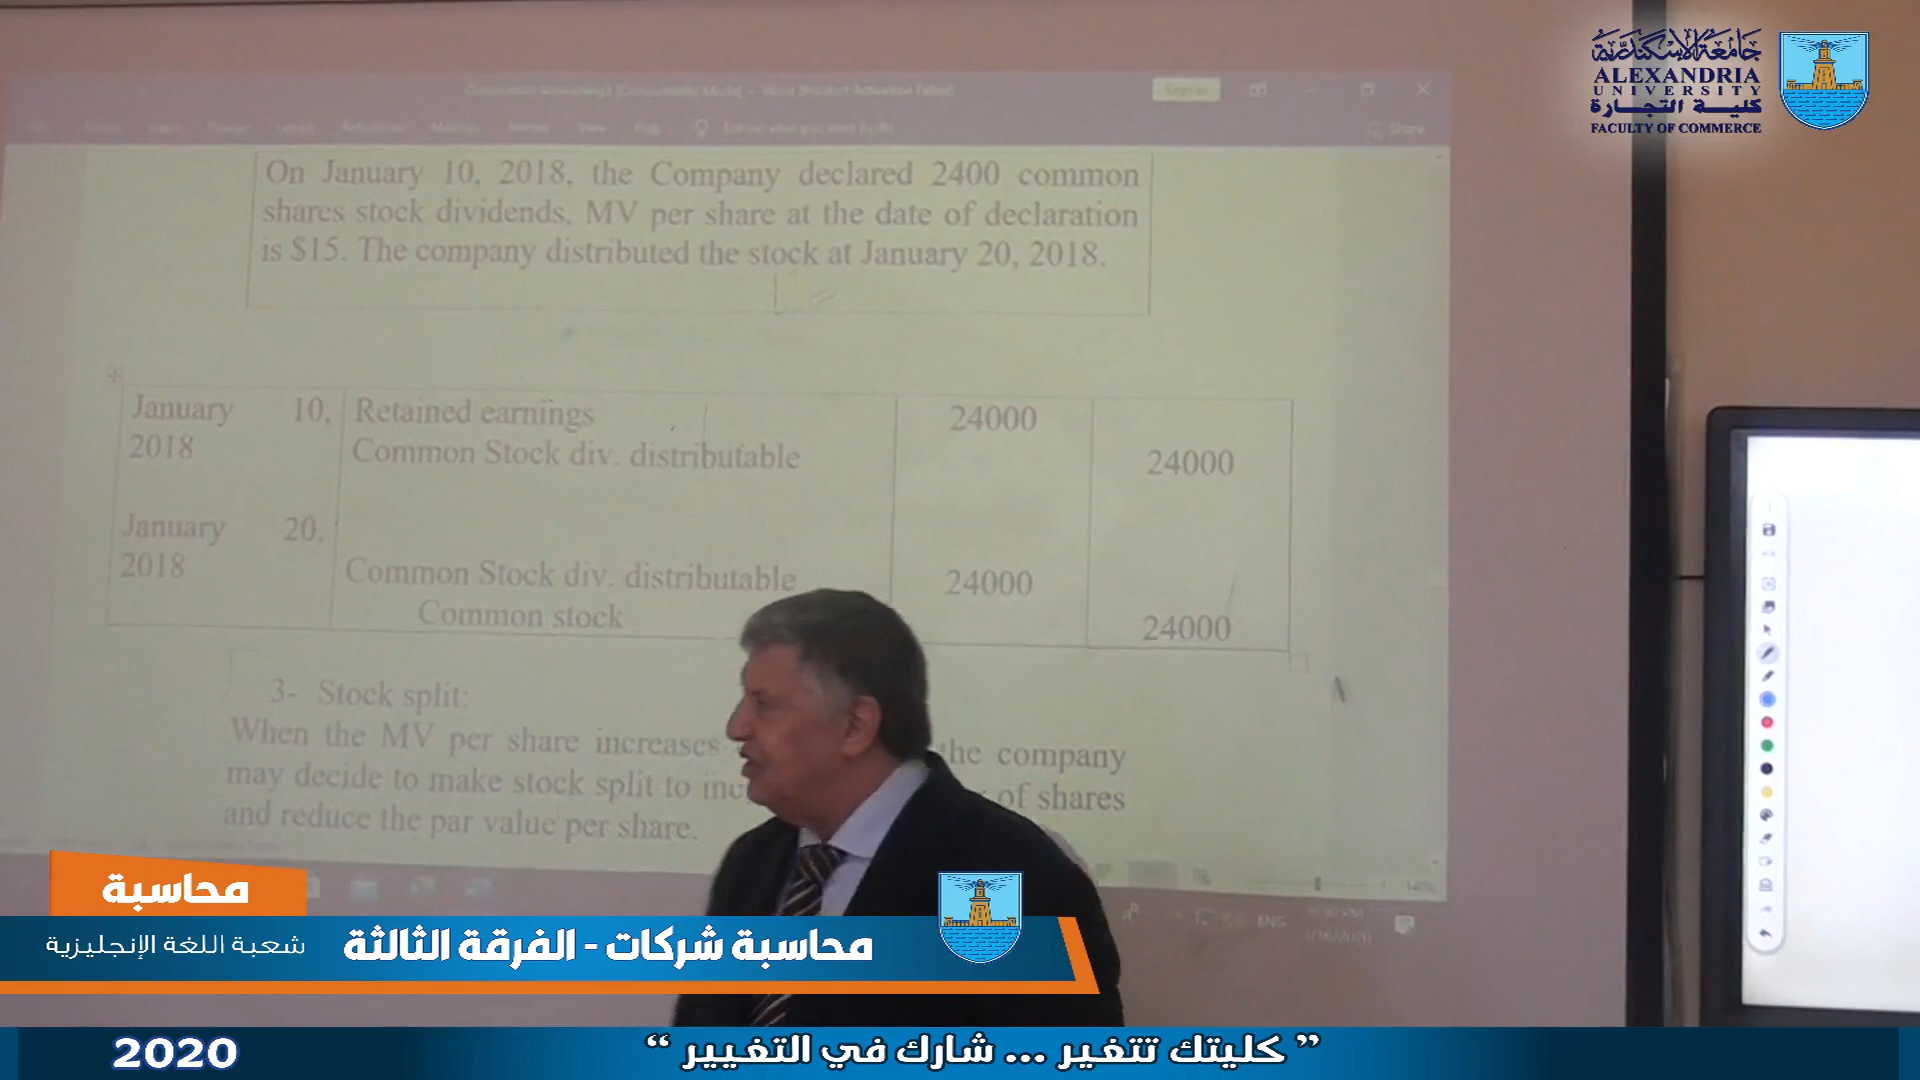 جامعة الإسكندرية
ALEXANDRIA
UNIVERSITY
كلية التجارة
FACULTY OF COMMERCE
Share
On January 10, 2018, the Company declared 2400 common
shares stock dividends, MV per share at the date of declaration
is $15. The company distributed the stock at January 20, 2018.
January 10, Retained earnings 24000
2018 Common Stock div. distributable 24000
January 20,
2018 Common Stock div. distributable 24000
Common stock 24000
3- Stock split:
When the MV per share increases the company
may decide to make stock split to of shares
and reduce the par value per share.
ENG
محاسبة
محاسبة شركات - الفرقة الثالثة
شعبة اللغة الإنجليزية
2020
” كليتك تتغير ... شارك في التغيير “